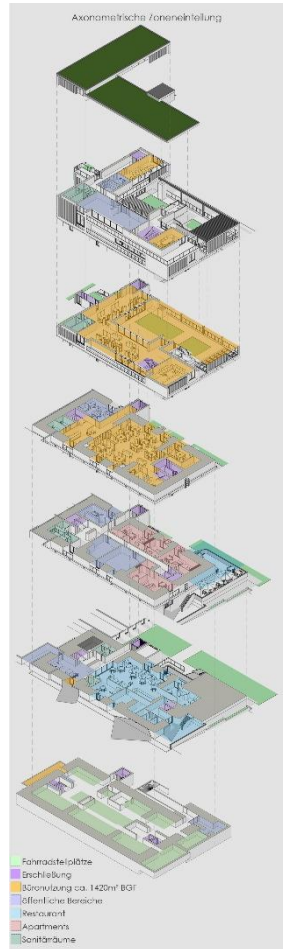 Axonometrische Zoneneinteilung
Fahrradstellplätze
Erschließung
Büronutzung ca. 1420m² BGF
öffentliche Bereiche
Restaurant
Apartments
Sanitärräume